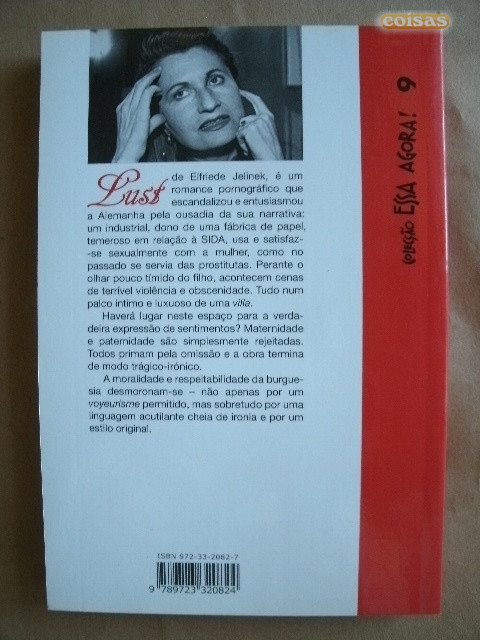 coisas
COLECÇÃO ESSA AGORA! 9
Lust de Elfriede Jelinek, é um
romance pornográfico que
escandalizou e entusiasmou
a Alemanha pela ousadia da sua narrativa:
um industrial, dono de uma fábrica de papel,
temeroso em relação à SIDA, usa e satisfaz-
-se sexualmente com a mulher, como no
passado se servia das prostitutas. Perante o
olhar pouco tímido do filho, acontecem cenas
de terrível violência e obscenidade. Tudo num
palco íntimo e luxuoso de uma villa.
Haverá lugar neste espaço para a verda-
deira expressão de sentimentos? Maternidade
e paternidade são simplesmente rejeitadas.
Todos primam pela omissão e a obra termina
de modo trágico-irónico.
A moralidade e respeitabilidade da burgue-
sia desmoronam-se – não apenas por um
voyeurisme permitido, mas sobretudo por uma
linguagem acutilante cheia de ironia e por um
estilo original.
ISBN 972-33-2082-7
9 789723 320824